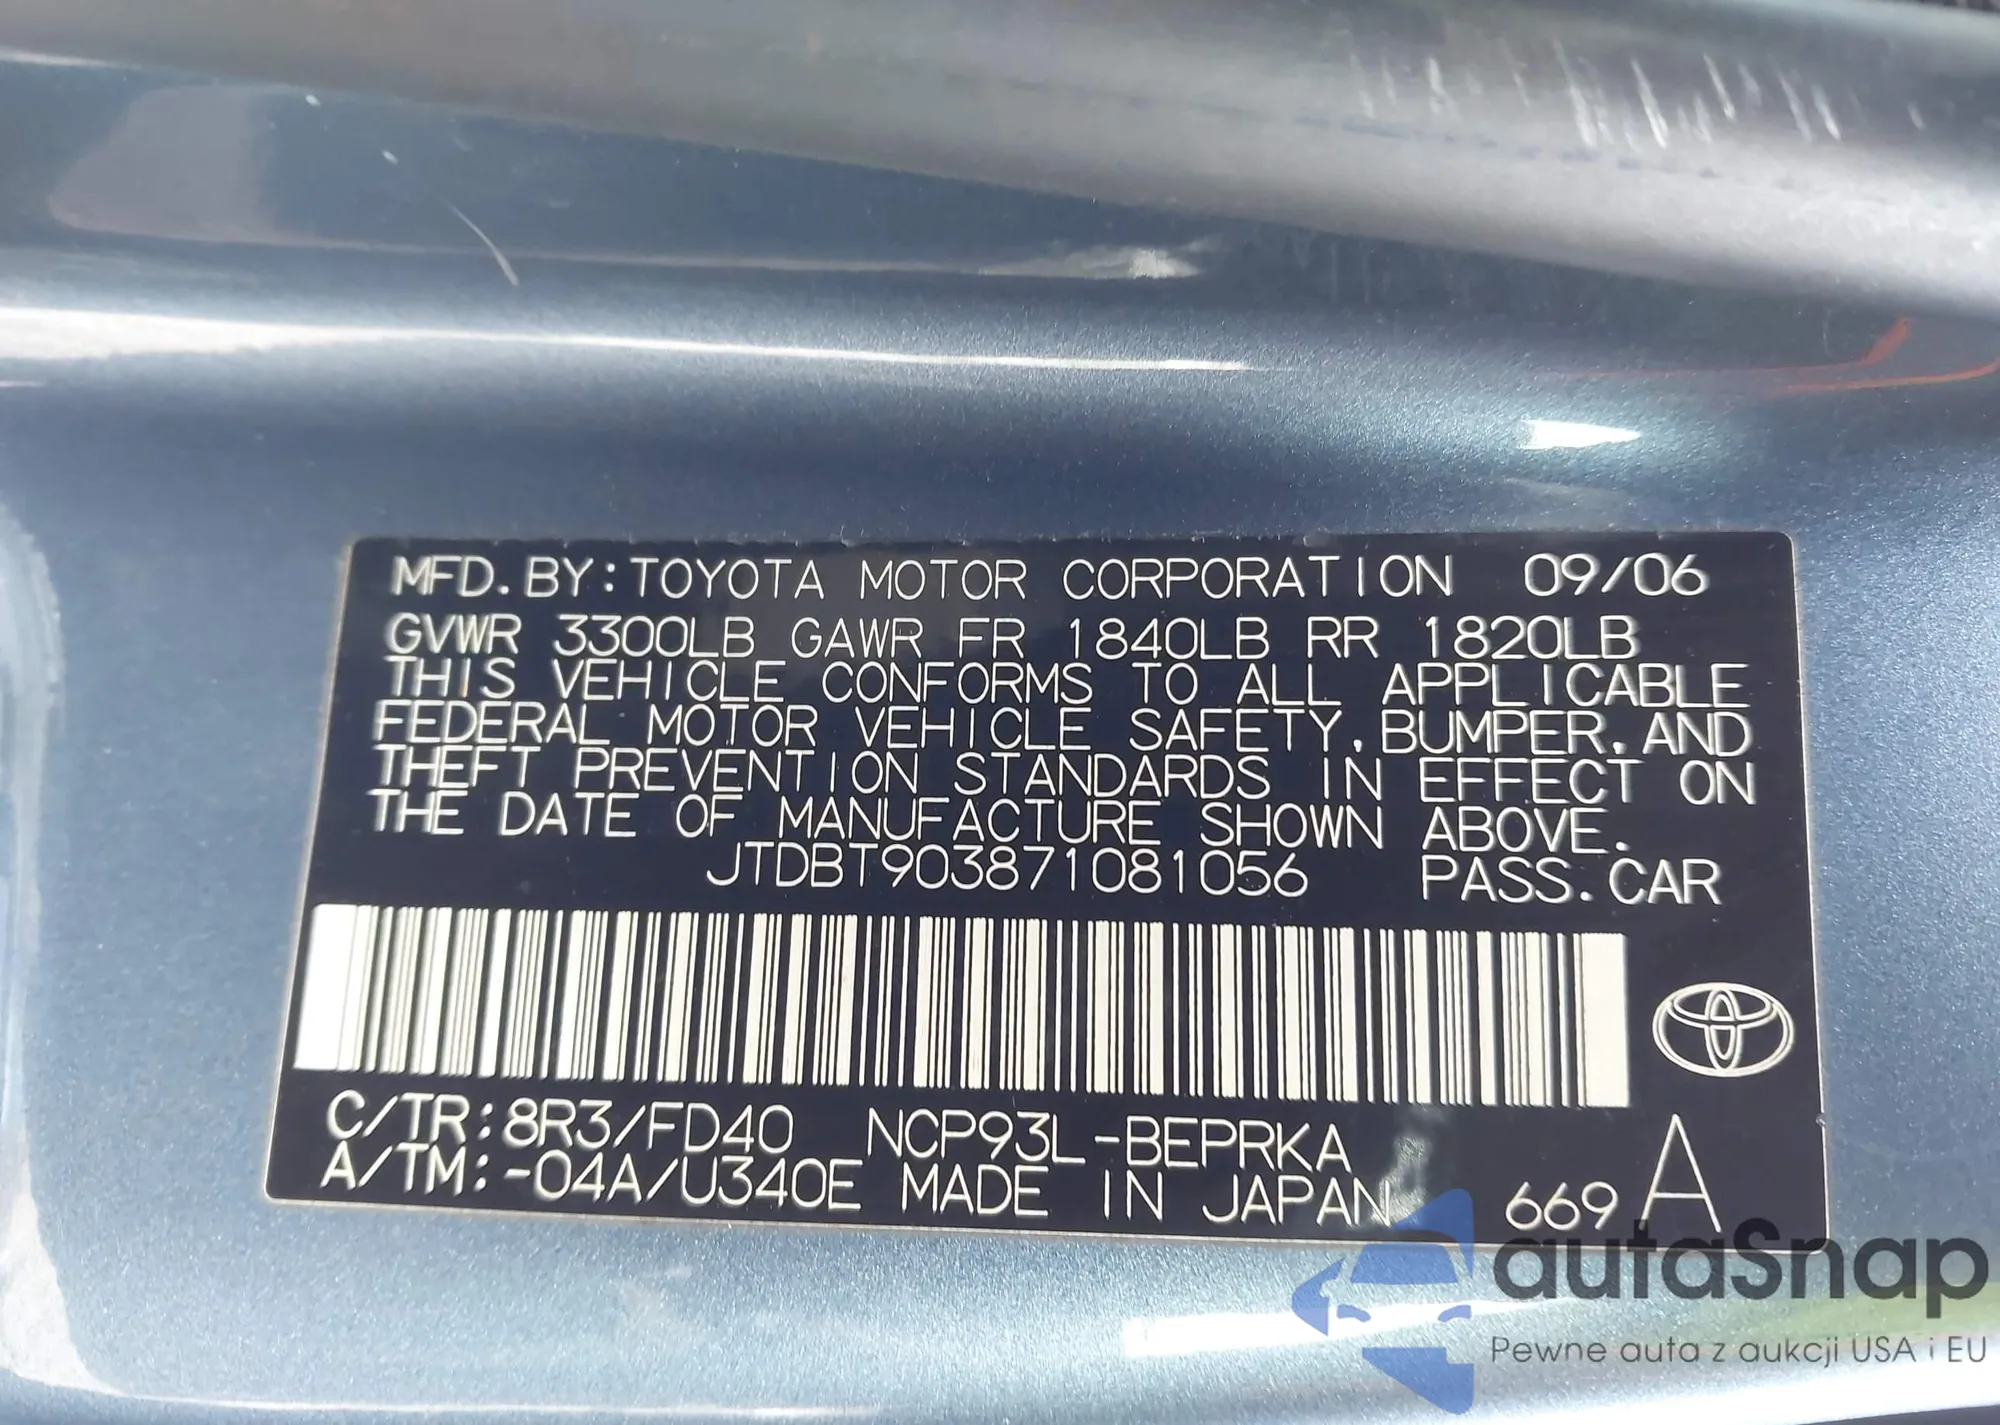 MFD. BY: TOYOTA MOTOR CORPORATION 09/06
GVWR 3300LB GAWR FR 1840LB RR 1820LB
THIS VEHICLE CONFORMS TO ALL APPLICABLE
FEDERAL MOTOR VEHICLE SAFETY, BUMPER, AND
THEFT PREVENTION STANDARDS IN EFFECT ON
THE DATE OF MANUFACTURE SHOWN ABOVE.
JTDBT903871081056 PASS. CAR
C/TR: 8R3/FD40 NCP93L-BEPRKA
A/TM: -04A/U340E MADE IN JAPAN 669 A
autaSnap
Pewne auta z aukcji USA i EU